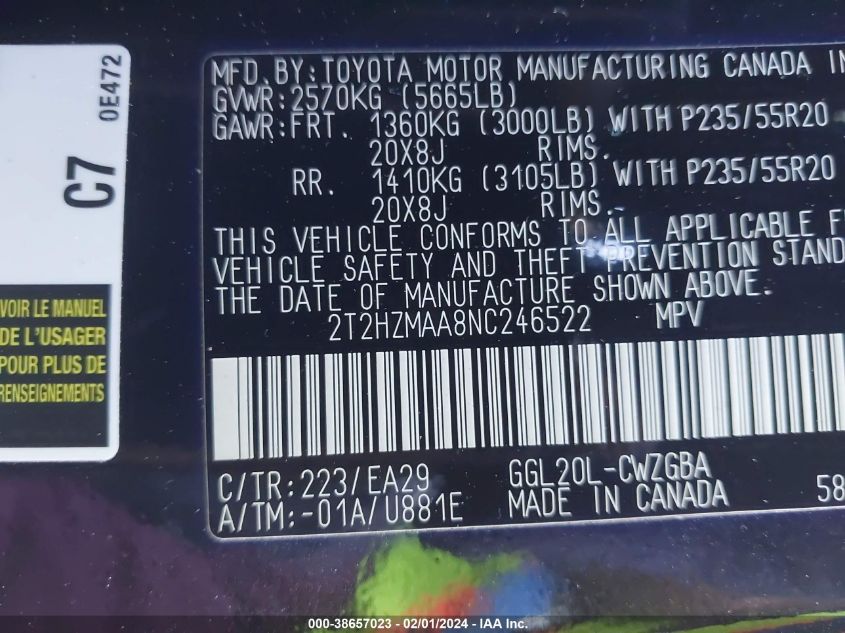 C7
0E472
VOIR LE MANUEL
DE L'USAGER
POUR PLUS DE
RENSEIGNEMENTS
MFD. BY: TOYOTA MOTOR MANUFACTURING CANADA IN
GVWR: 2570KG (5665LB)
GAWR: FRT. 1360KG (3000LB) WITH P235/55R20
20X8J RIMS.
RR. 1410KG (3105LB) WITH P235/55R20
20X8J RIMS.
THIS VEHICLE CONFORMS TO ALL APPLICABLE F
VEHICLE SAFETY AND THEFT PREVENTION STAND
THE DATE OF MANUFACTURE SHOWN ABOVE.
2T2HZMAA8NC246522 MPV
C/TR: 223/EA29 GGL20L-CWZGBA
A/TM: -01A/U881E MADE IN CANADA 58
000-38657023 - 02/01/2024 - IAA Inc.